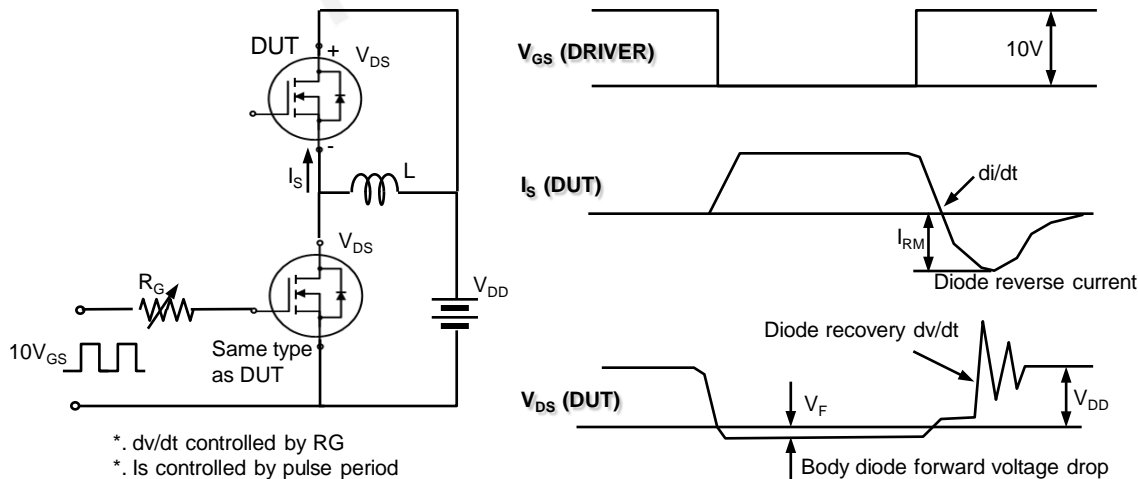 DUT
+
V_DS
-
I_S
L
V_DS
R_G
V_DD
10V_GS
Same type
as DUT
*. dv/dt controlled by RG
*. Is controlled by pulse period
V_GS (DRIVER)
10V
I_S (DUT)
di/dt
I_RM
Diode reverse current
Diode recovery dv/dt
V_DS (DUT)
V_F
V_DD
Body diode forward voltage drop